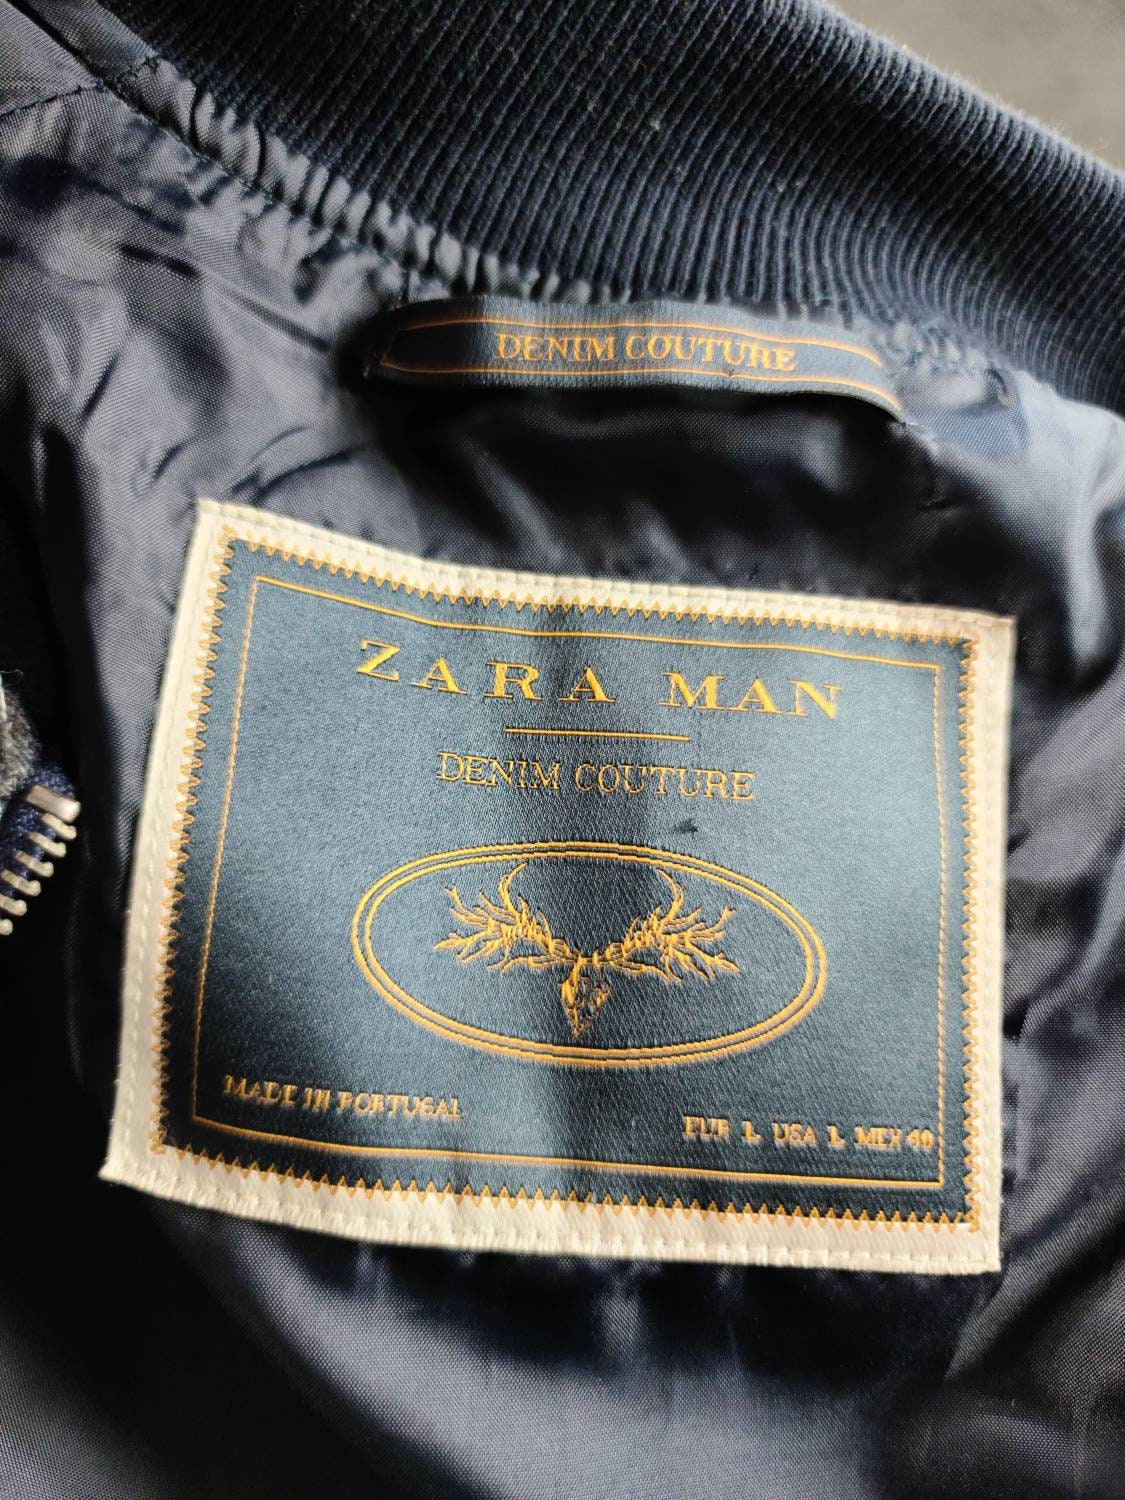 DENIM COUTURE
ZARA MAN
DENIM COUTURE
MADE IN PORTUGAL
EUR L USA L MEX 40